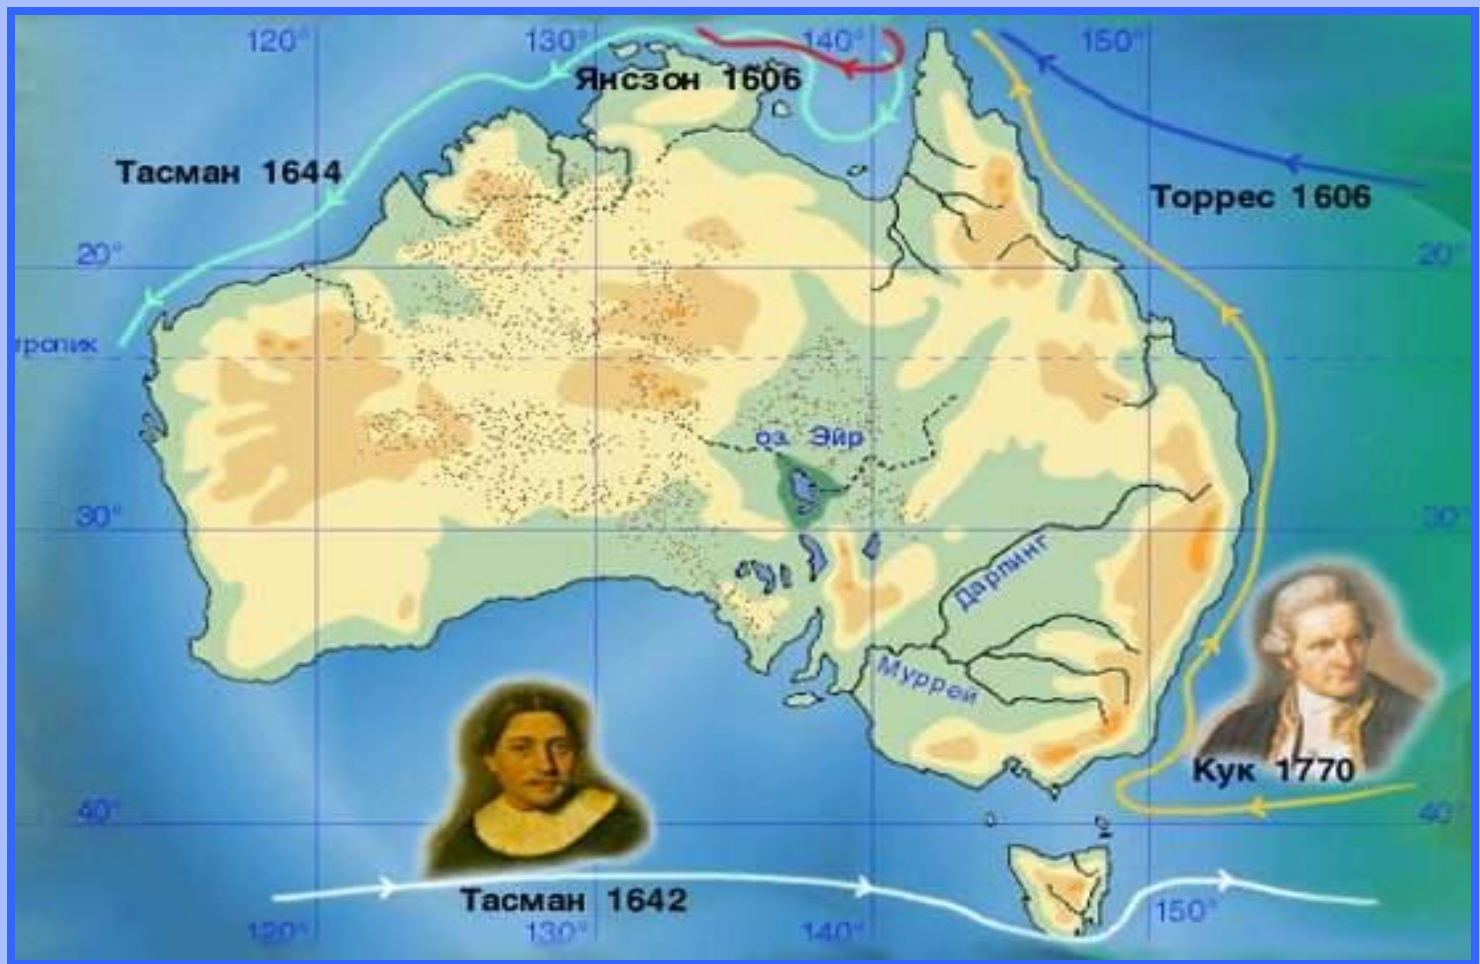 120° 130° 140° 150°
Янсзон 1606
Тасман 1644
Торрес 1606
20° 20°
тропик
оз. Эйр
30° 30°
Дарлинг
Муррей
Кук 1770
40° 40°
Тасман 1642
150°
120° 130° 140°